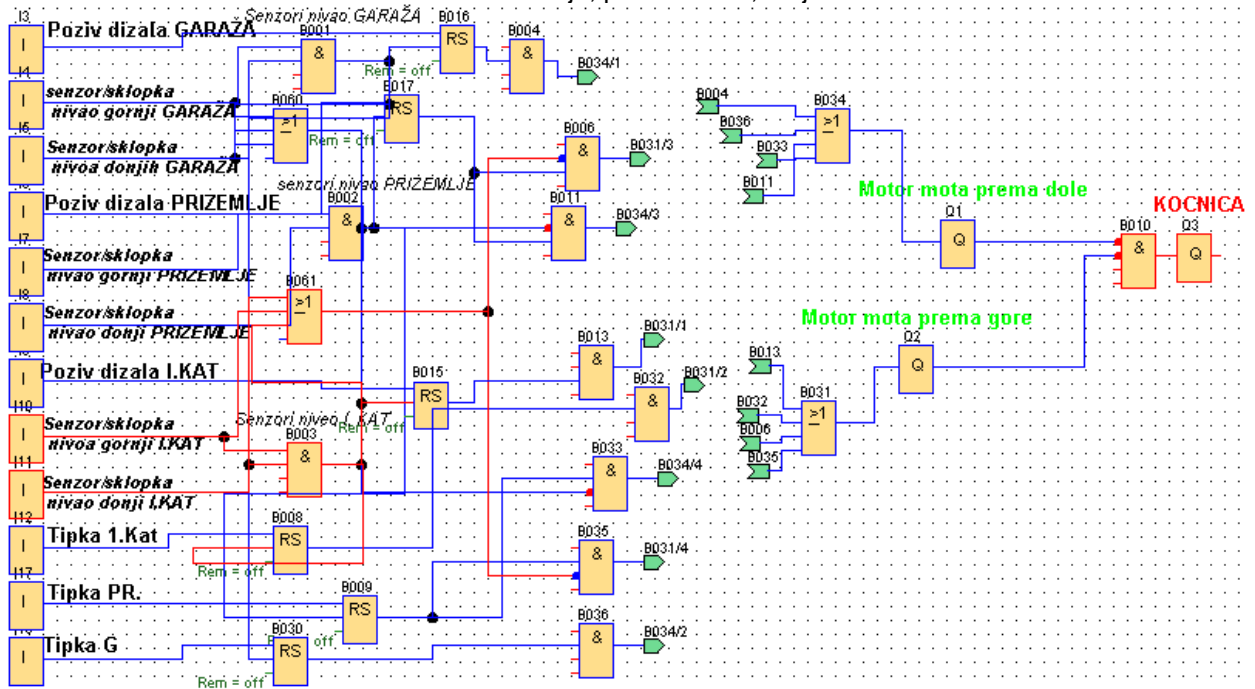 I3
Poziv dizala GARAŽA
Senzori nivao GARAŽA
B001
&
B016
RS
Rem = off
B004
&
B034/1
I
I4
senzor/sklopka
nivao gornji GARAŽA
I
I6
B060
≥1
B017
RS
Rem = off
Senzor/sklopka
nivoa donjih GARAŽA
I
B006
&
B031/3
senzori nivao PRIZEMLJE
B002
&
B011
&
B034/3
Poziv dizala PRIZEMLJE
I
I7
Senzor/sklopka
nivao gornji PRIZEMLJE
I
I8
B061
≥1
Senzor/sklopka
nivao donji PRIZEMLJE
I
B013
&
B031/1
Poziv dizala I.KAT
I
I10
B015
RS
Rem = off
B032
&
B031/2
Senzori niveo I.KAT
Senzor/sklopka
nivoa gornji I.KAT
I
I11
B003
&
B033
&
B034/4
Senzor/sklopka
nivao donji I.KAT
I
I12
Tipka 1.Kat
I
I17
B008
RS
Rem = off
B035
&
B031/4
Tipka PR.
I
B009
RS
off
B030
RS
Rem = off
B036
&
B034/2
Tipka G
I
B004
B036
B033
B011
B034
≥1
Motor mota prema dole
Q1
Q
KOCNICA
B010
&
Q3
Q
Motor mota prema gore
Q2
Q
B013
B032
B006
B035
B031
≥1